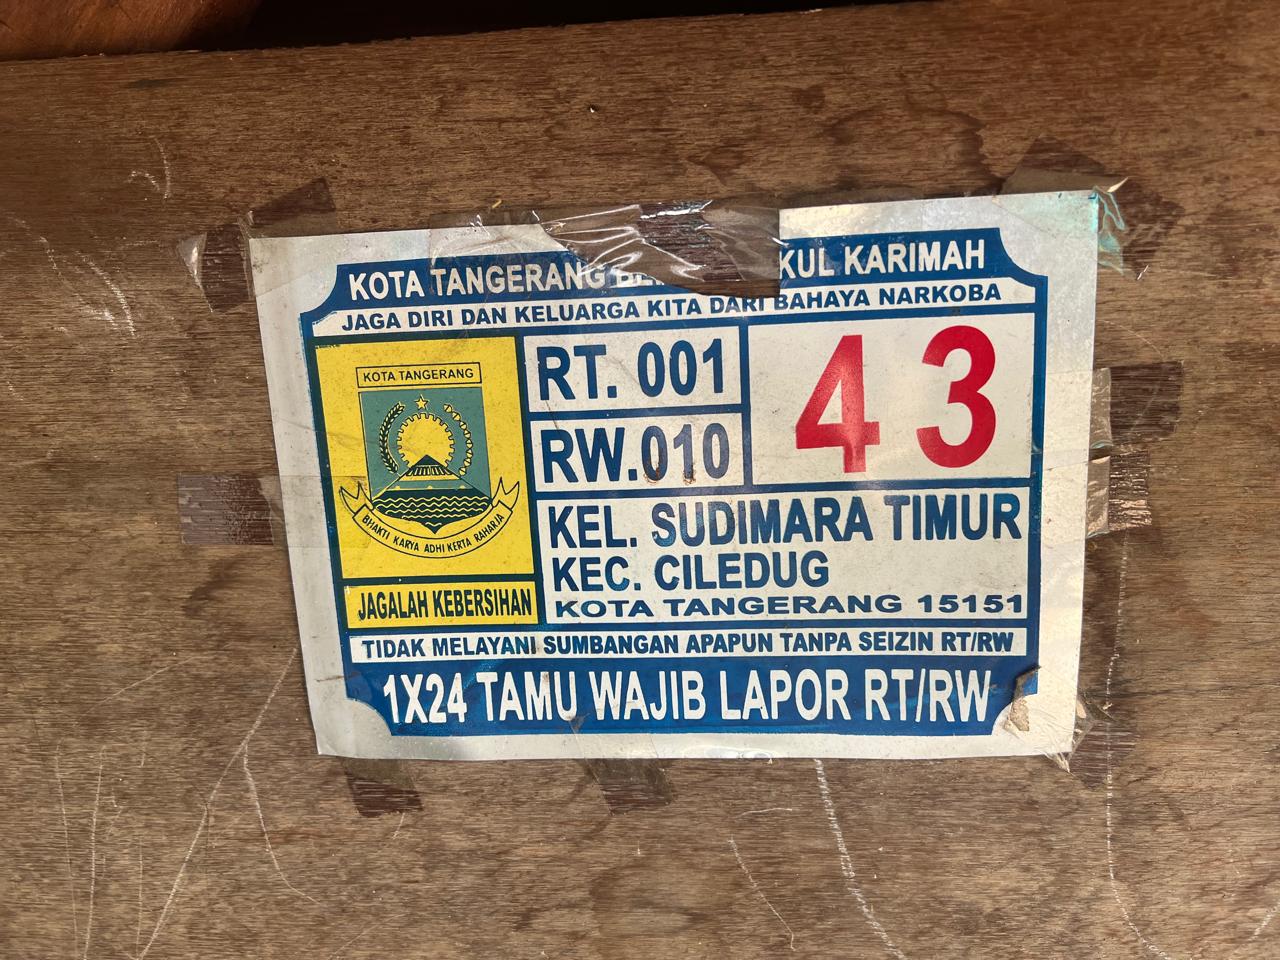 KOTA TANGERANG KUL KARIMAH
JAGA DIRI DAN KELUARGA KITA DARI BAHAYA NARKOBA
KOTA TANGERANG
BHAKTI KARYA ADHI KERTA RAHARJA
JAGALAH KEBERSIHAN
RT. 001
RW.010
43
KEL. SUDIMARA TIMUR
KEC. CILEDUG
KOTA TANGERANG 15151
TIDAK MELAYANI SUMBANGAN APAPUN TANPA SEIZIN RT/RW
1X24 TAMU WAJIB LAPOR RT/RW